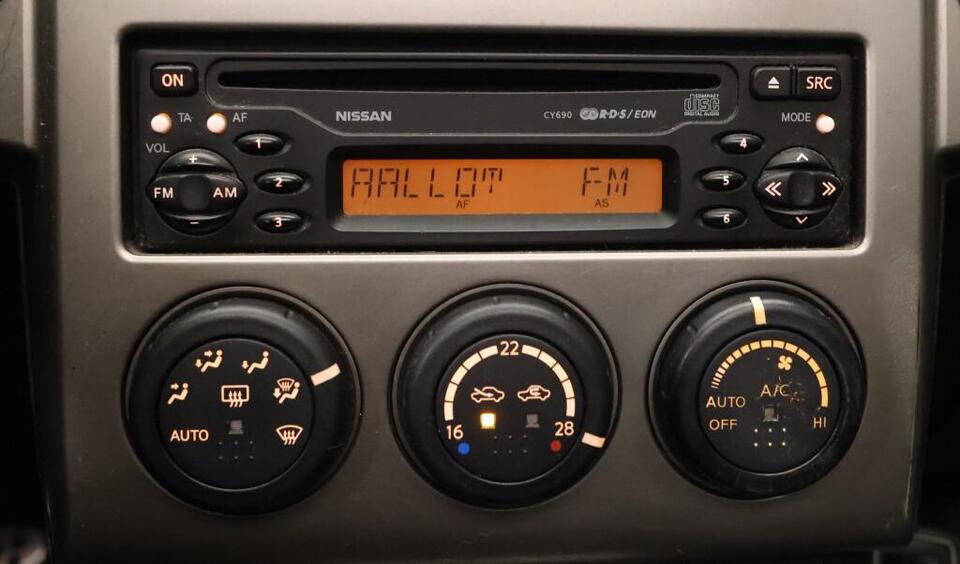 ON
SRC
TA AF
NISSAN
CY690 R·D·S/EON
COMPACT
disc
DIGITAL AUDIO
MODE
VOL
+
1
4
FM AM
2
5
FM
AF
AS
-
3
6
22
16
28
AUTO
A/C
AUTO
OFF
HI